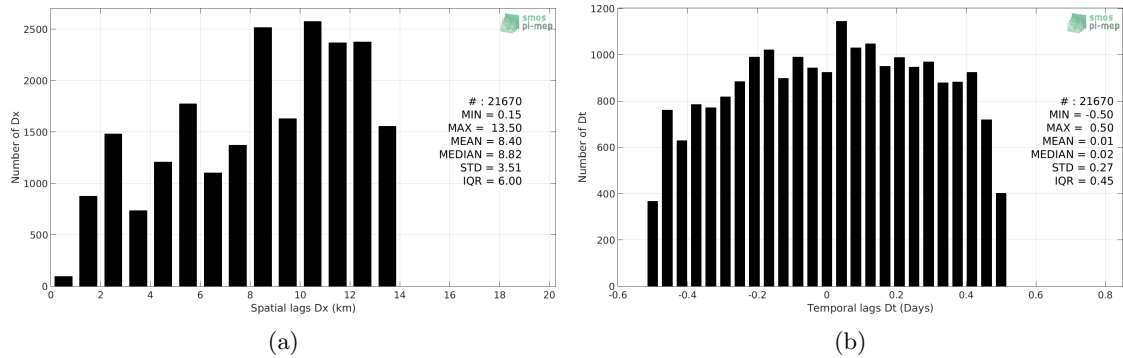 smos
pi-mep
2500
2000
1500
1000
500
0
Number of Dx
# : 21670
MIN = 0.15
MAX = 13.50
MEAN = 8.40
MEDIAN = 8.82
STD = 3.51
IQR = 6.00
0 2 4 6 8 10 12 14 16 18 20
Spatial lags Dx (km)
(a)
smos
pi-mep
1200
1000
800
600
400
200
0
Number of Dt
# : 21670
MIN = -0.50
MAX = 0.50
MEAN = 0.01
MEDIAN = 0.02
STD = 0.27
IQR = 0.45
-0.6 -0.4 -0.2 0 0.2 0.4 0.6 0.8
Temporal lags Dt (Days)
(b)